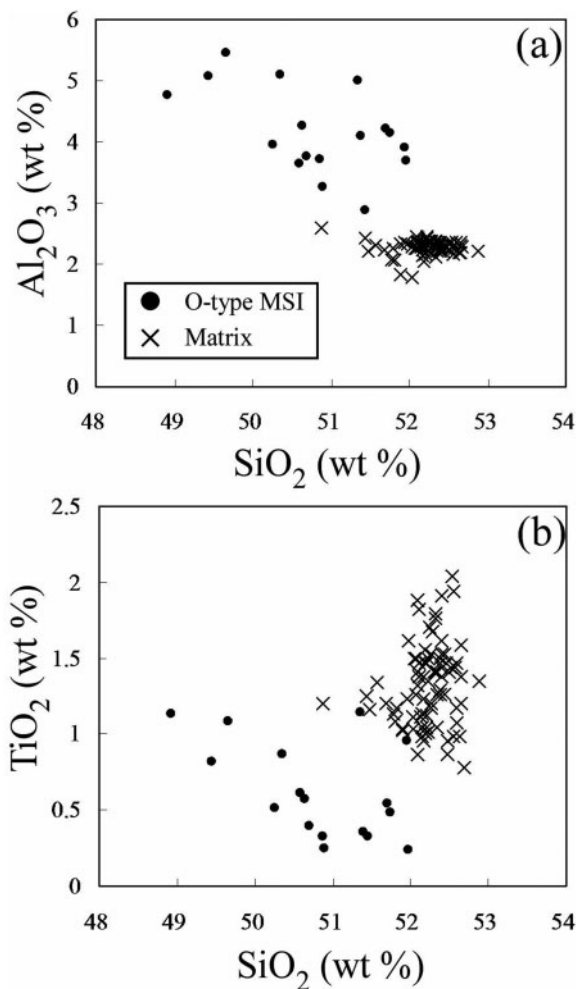 (a)
Al₂O₃ (wt %)
6
5
4
3
2
1
0
O-type MSI
Matrix
48 49 50 51 52 53 54
SiO₂ (wt %)
(b)
TiO₂ (wt %)
2.5
2
1.5
1
0.5
0
48 49 50 51 52 53 54
SiO₂ (wt %)